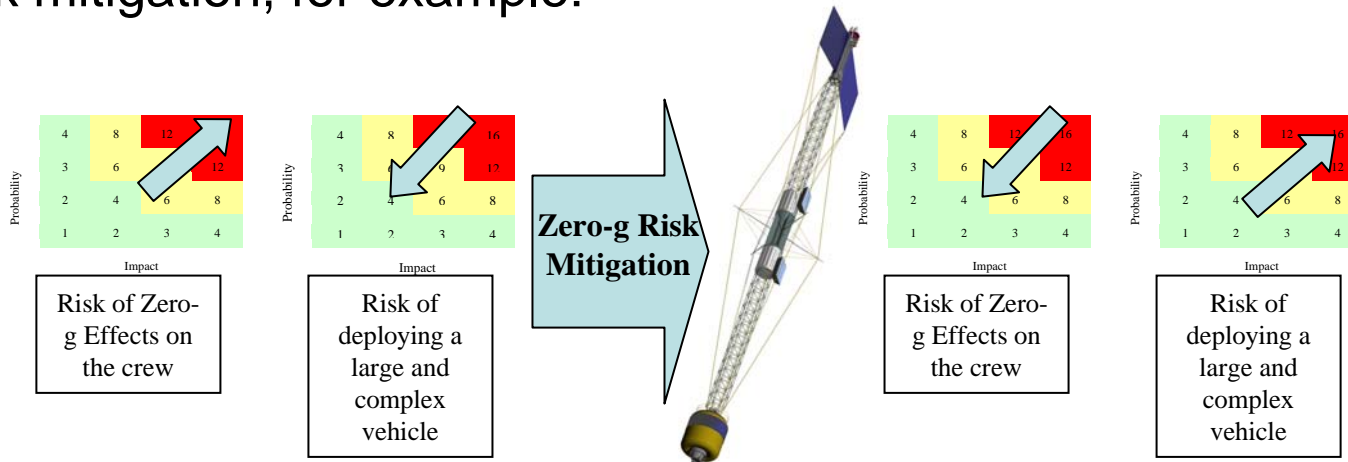 k mitigation, for example:
Probability
4 8 12
3 6 12
2 4 6 8
1 2 3 4
Impact
Risk of Zero-
g Effects on
the crew
Probability
4 8 16
3 6 9 12
2 4 6 8
1 2 3 4
Impact
Risk of
deploying a
large and
complex
vehicle
Zero-g Risk
Mitigation
Probability
4 8 12 16
3 6 12
2 4 6 8
1 2 3 4
Impact
Risk of Zero-
g Effects on
the crew
Probability
4 8 12 16
3 6 12
2 4 6 8
1 2 3 4
Impact
Risk of
deploying a
large and
complex
vehicle